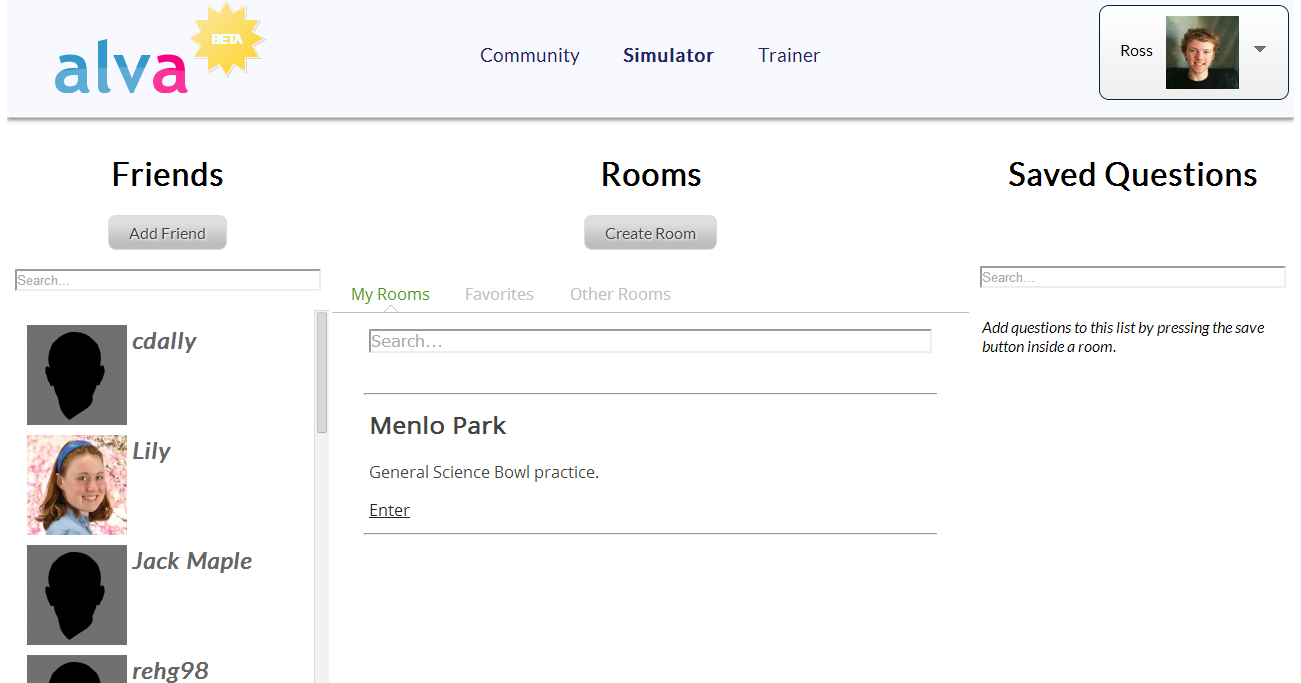 alva
BETA
Community
Simulator
Trainer
Ross
Friends
Add Friend
Search...
cdally
Lily
Jack Maple
rehg98
Rooms
Create Room
My Rooms
Favorites
Other Rooms
Search...
Menlo Park
General Science Bowl practice.
Enter
Saved Questions
Search...
Add questions to this list by pressing the save
button inside a room.